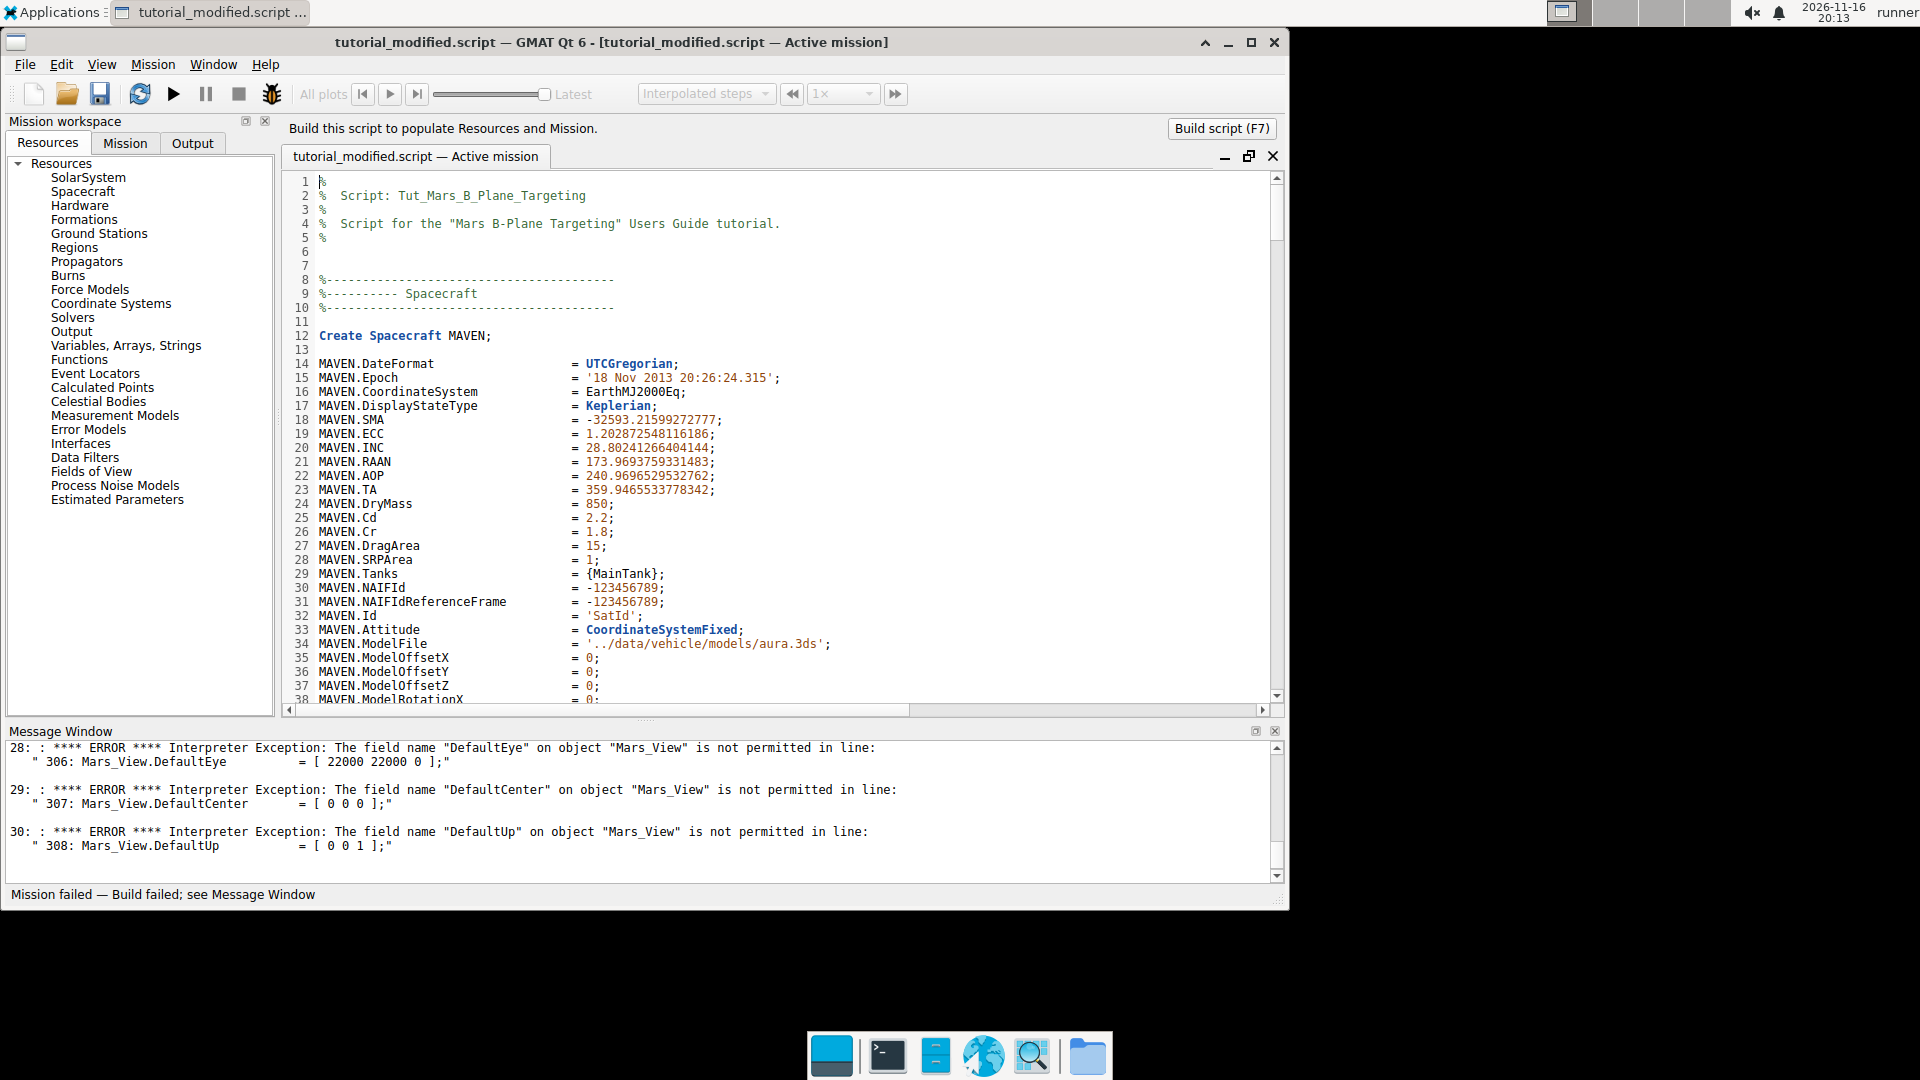 Applications
tutorial_modified.script ...
2026-11-16
20:13
runner
tutorial_modified.script — GMAT Qt 6 - [tutorial_modified.script — Active mission]
File Edit View Mission Window Help
All plots
Latest
Interpolated steps
1×
Mission workspace
Resources Mission Output
Resources
SolarSystem
Spacecraft
Hardware
Formations
Ground Stations
Regions
Propagators
Burns
Force Models
Coordinate Systems
Solvers
Output
Variables, Arrays, Strings
Functions
Event Locators
Calculated Points
Celestial Bodies
Measurement Models
Error Models
Interfaces
Data Filters
Fields of View
Process Noise Models
Estimated Parameters
Build this script to populate Resources and Mission.
Build script (F7)
tutorial_modified.script — Active mission
1 %
2 %  Script: Tut_Mars_B_Plane_Targeting
3 %
4 %  Script for the "Mars B-Plane Targeting" Users Guide tutorial.
5 %
6
7
8 %----------------------------------------
9 %---------- Spacecraft
10 %----------------------------------------
11
12 Create Spacecraft MAVEN;
13
14 MAVEN.DateFormat = UTCGregorian;
15 MAVEN.Epoch = '18 Nov 2013 20:26:24.315';
16 MAVEN.CoordinateSystem = EarthMJ2000Eq;
17 MAVEN.DisplayStateType = Keplerian;
18 MAVEN.SMA = -32593.21599272777;
19 MAVEN.ECC = 1.202872548116186;
20 MAVEN.INC = 28.80241266404144;
21 MAVEN.RAAN = 173.9693759331483;
22 MAVEN.AOP = 240.9696529532762;
23 MAVEN.TA = 359.9465533778342;
24 MAVEN.DryMass = 850;
25 MAVEN.Cd = 2.2;
26 MAVEN.Cr = 1.8;
27 MAVEN.DragArea = 15;
28 MAVEN.SRPArea = 1;
29 MAVEN.Tanks = {MainTank};
30 MAVEN.NAIFId = -123456789;
31 MAVEN.NAIFIdReferenceFrame = -123456789;
32 MAVEN.Id = 'SatId';
33 MAVEN.Attitude = CoordinateSystemFixed;
34 MAVEN.ModelFile = '../data/vehicle/models/aura.3ds';
35 MAVEN.ModelOffsetX = 0;
36 MAVEN.ModelOffsetY = 0;
37 MAVEN.ModelOffsetZ = 0;
38 MAVEN.ModelRotationX = 0;
Message Window
28: : **** ERROR **** Interpreter Exception: The field name "DefaultEye" on object "Mars_View" is not permitted in line:
" 306: Mars_View.DefaultEye = [ 22000 22000 0 ];"
29: : **** ERROR **** Interpreter Exception: The field name "DefaultCenter" on object "Mars_View" is not permitted in line:
" 307: Mars_View.DefaultCenter = [ 0 0 0 ];"
30: : **** ERROR **** Interpreter Exception: The field name "DefaultUp" on object "Mars_View" is not permitted in line:
" 308: Mars_View.DefaultUp = [ 0 0 1 ];"
Mission failed — Build failed; see Message Window